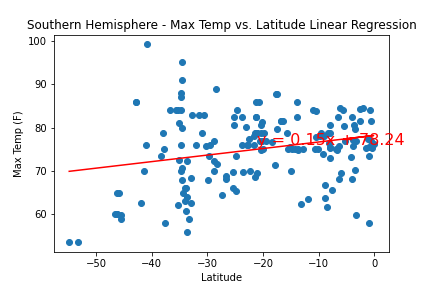 Southern Hemisphere - Max Temp vs. Latitude Linear Regression
Max Temp (F)
100
90
80
70
60
y = 0.15x + 78.24
−50
−40
−30
−20
−10
0
Latitude